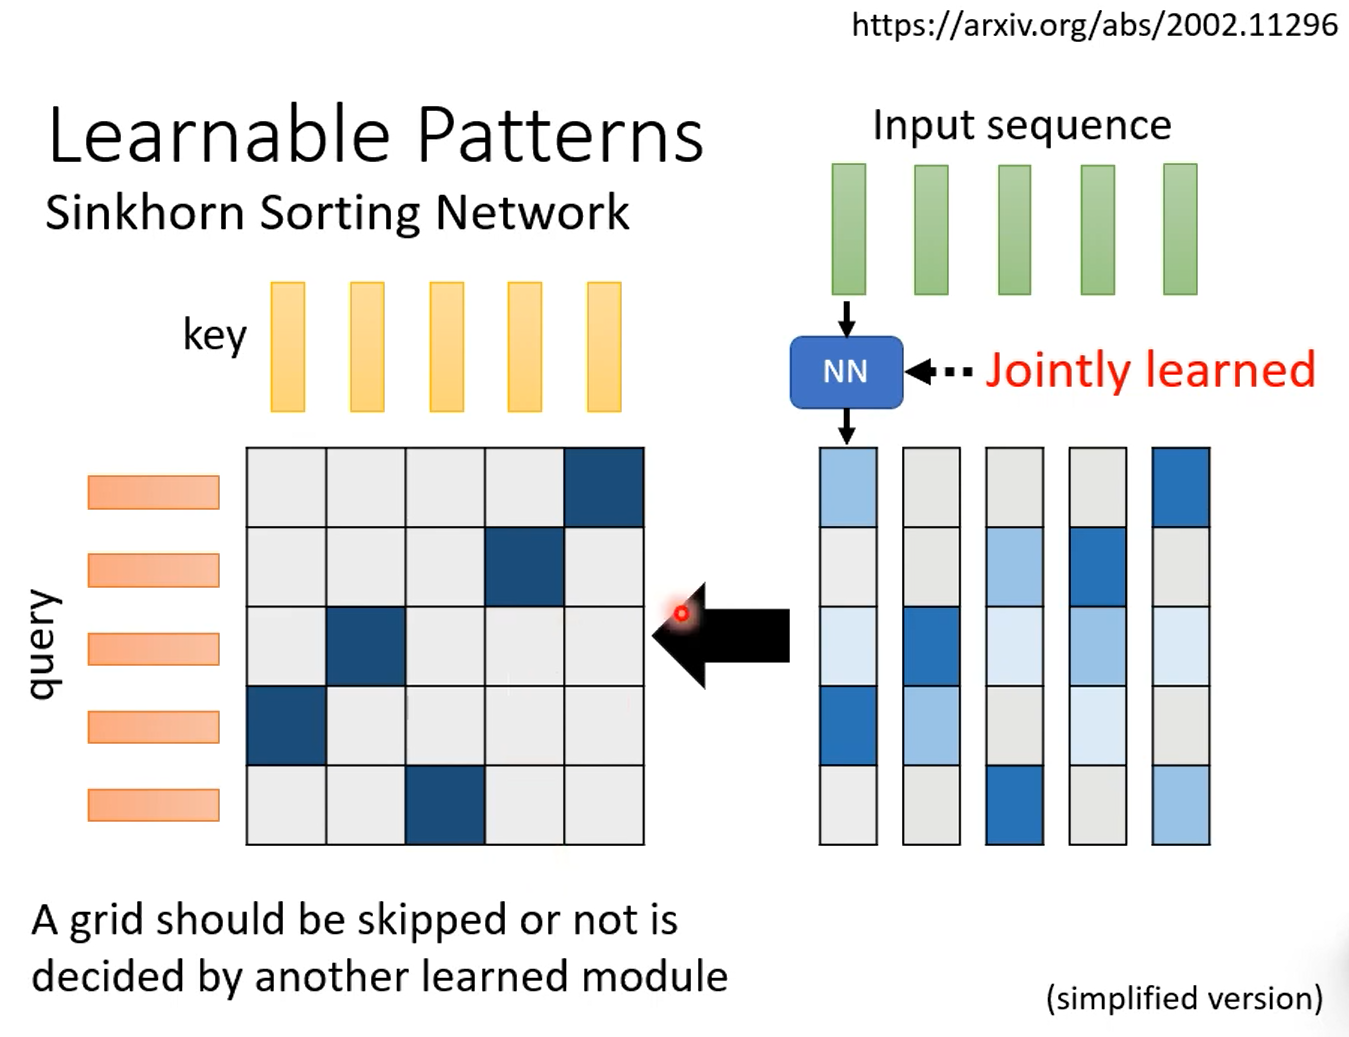 https://arxiv.org/abs/2002.11296
Learnable Patterns
Sinkhorn Sorting Network
Input sequence
key
NN
Jointly learned
query
A grid should be skipped or not is
decided by another learned module
(simplified version)